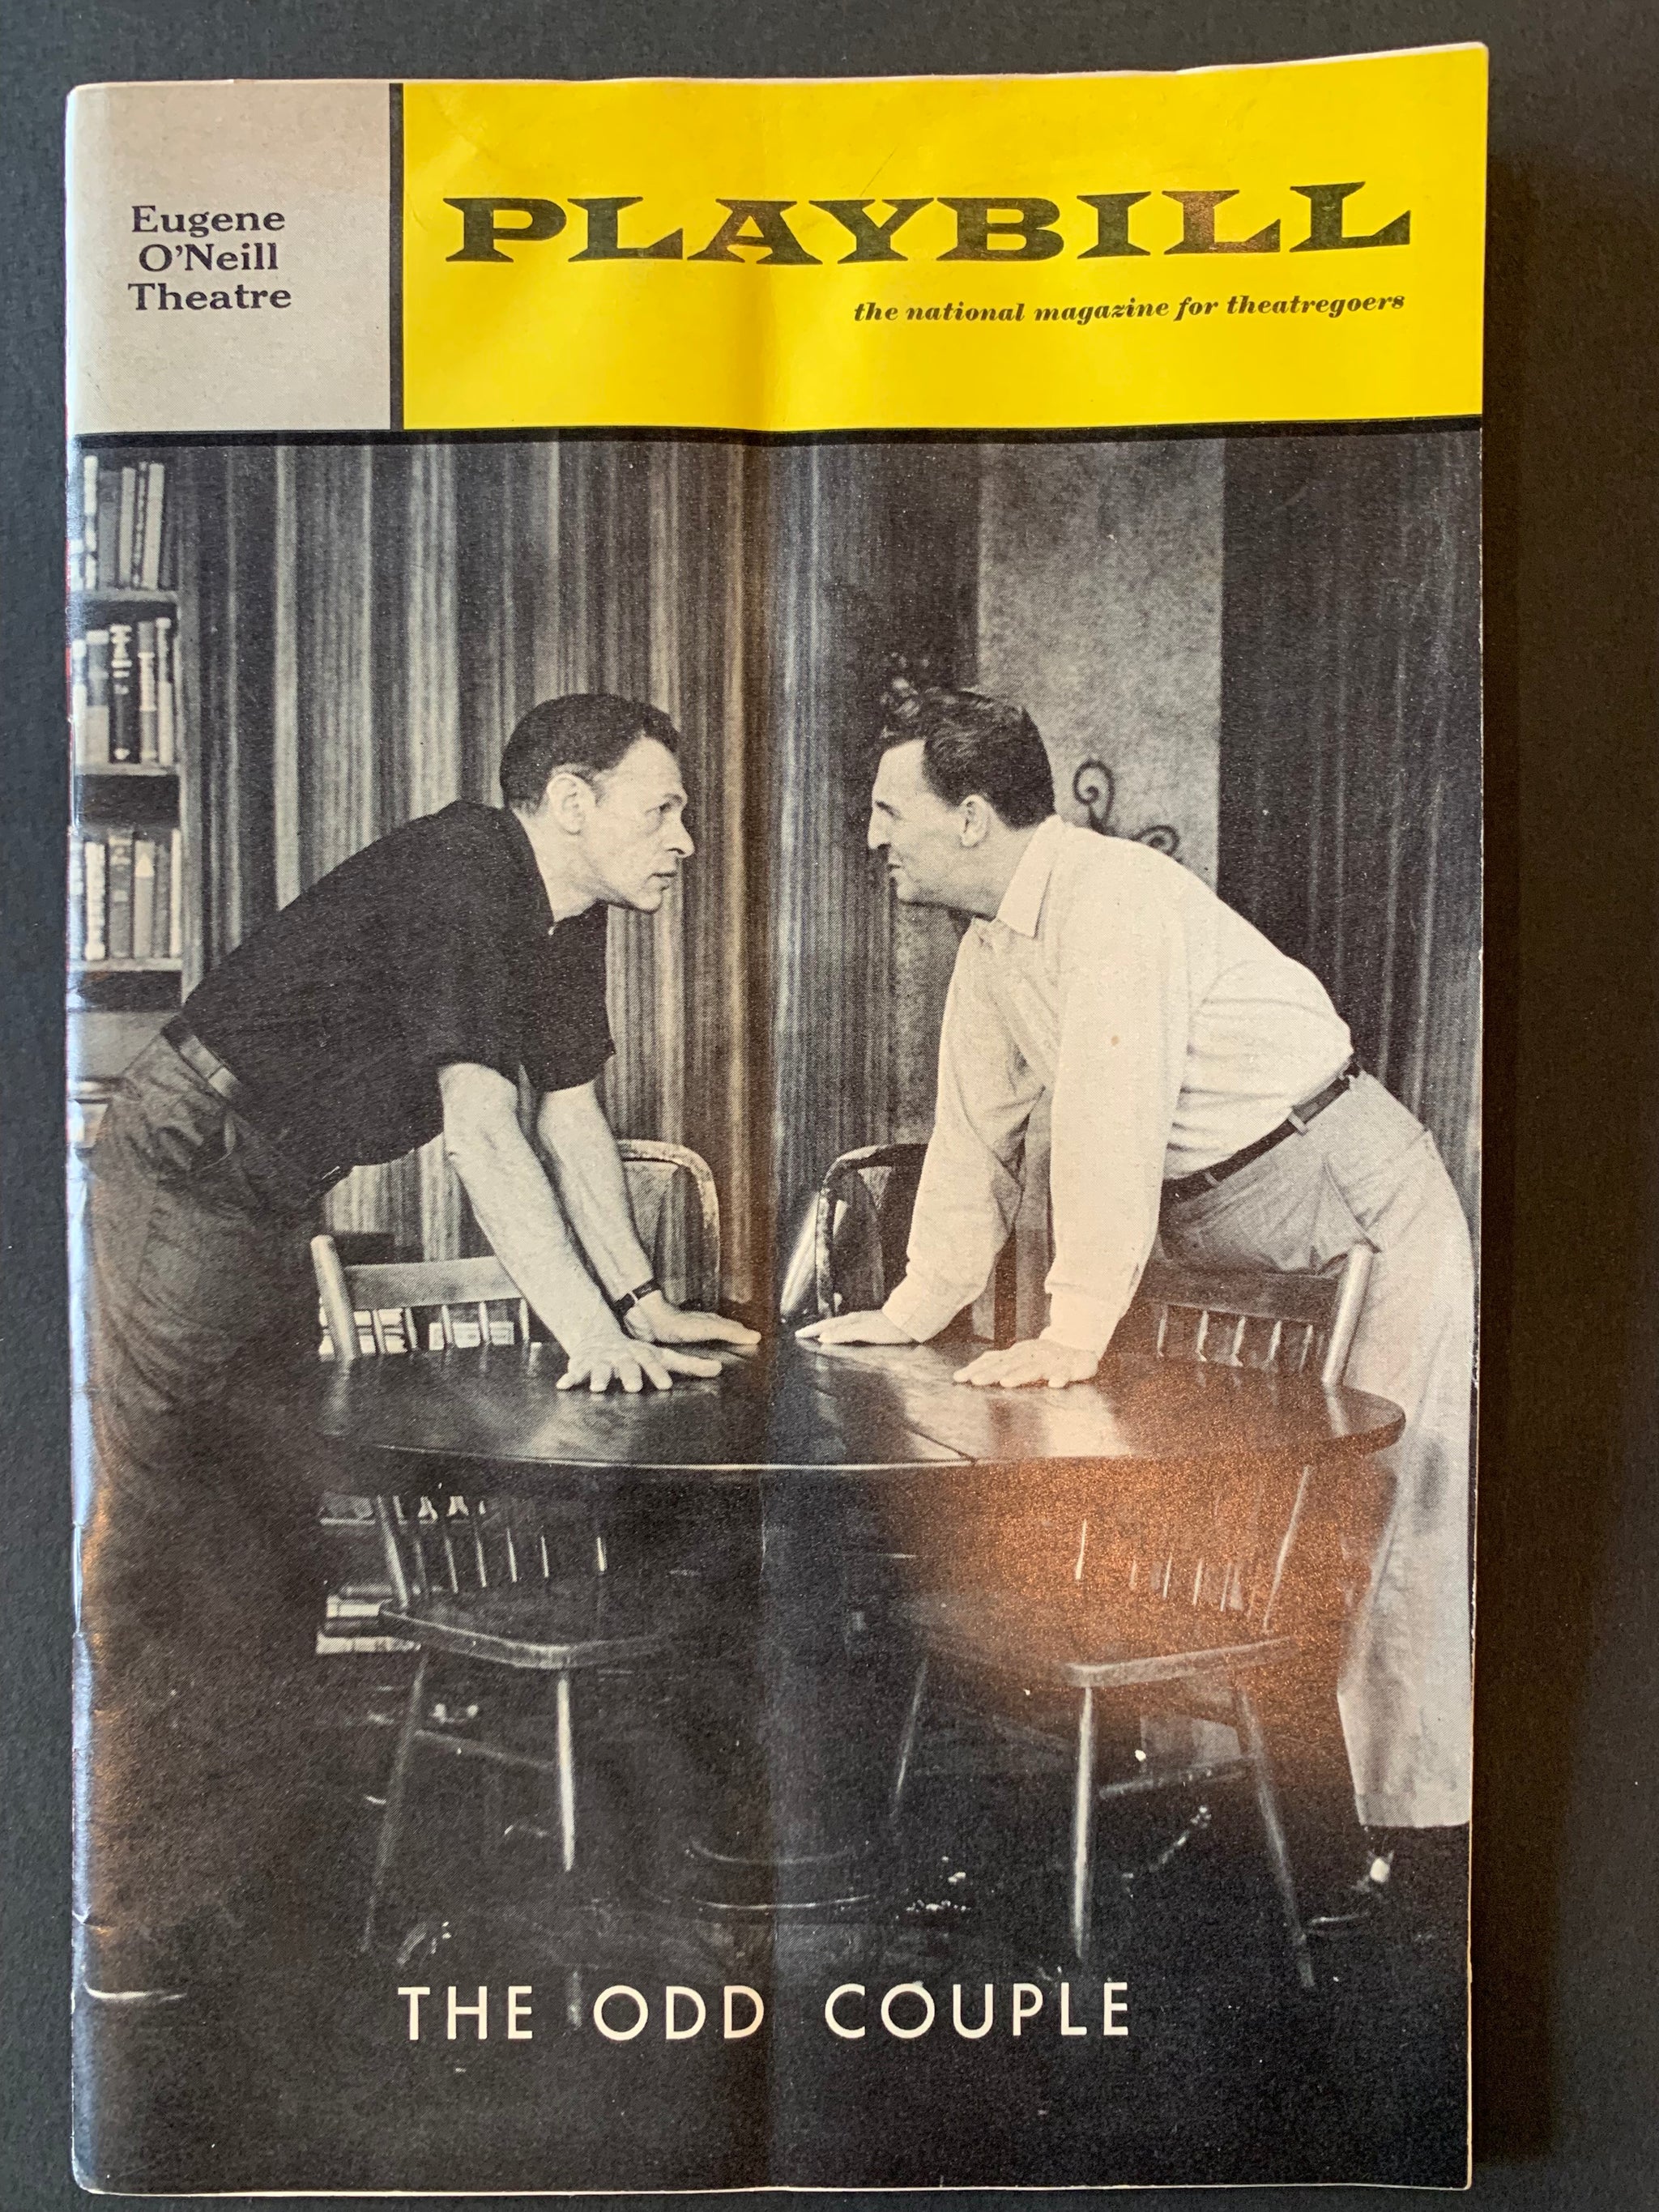 Eugene
O'Neill
Theatre
PLAYBILL
the national magazine for theatregoers
THE ODD COUPLE